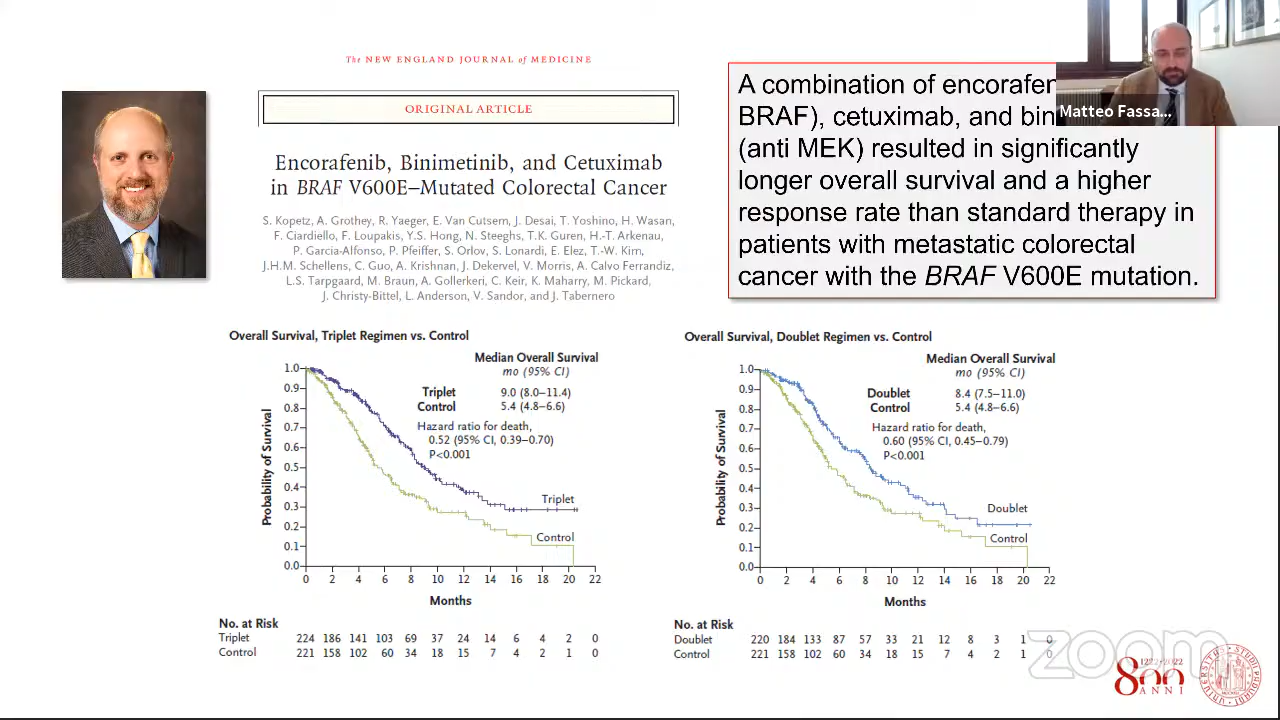 The NEW ENGLAND JOURNAL of MEDICINE
ORIGINAL ARTICLE
Encorafenib, Binimetinib, and Cetuximab
in BRAF V600E–Mutated Colorectal Cancer
S. Kopetz, A. Grothey, R. Yaeger, E. Van Cutsem, J. Desai, T. Yoshino, H. Wasan,
F. Ciardiello, F. Loupakis, Y.S. Hong, N. Steeghs, T.K. Guren, H.-T. Arkenau,
P. Garcia-Alfonso, P. Pfeiffer, S. Orlov, S. Lonardi, E. Elez, T.-W. Kim,
J.H.M. Schellens, C. Guo, A. Krishnan, J. Dekervel, V. Morris, A. Calvo Ferrandiz,
L.S. Tarpgaard, M. Braun, A. Gollerkeri, C. Keir, K. Maharry, M. Pickard,
J. Christy-Bittel, L. Anderson, V. Sandor, and J. Tabernero
A combination of encorafen
BRAF), cetuximab, and bin
(anti MEK) resulted in significantly
longer overall survival and a higher
response rate than standard therapy in
patients with metastatic colorectal
cancer with the BRAF V600E mutation.
Matteo Fassa...
Overall Survival, Triplet Regimen vs. Control
Median Overall Survival
mo (95% CI)
Triplet 9.0 (8.0–11.4)
Control 5.4 (4.8–6.6)
Hazard ratio for death,
0.52 (95% CI, 0.39–0.70)
P<0.001
Probability of Survival
1.0
0.9
0.8
0.7
0.6
0.5
0.4
0.3
0.2
0.1
0.0
Triplet
Control
0 2 4 6 8 10 12 14 16 18 20 22
Months
No. at Risk
Triplet 224 186 141 103 69 37 24 14 6 4 2 0
Control 221 158 102 60 34 18 15 7 4 2 1 0
Overall Survival, Doublet Regimen vs. Control
Median Overall Survival
mo (95% CI)
Doublet 8.4 (7.5–11.0)
Control 5.4 (4.8–6.6)
Hazard ratio for death,
0.60 (95% CI, 0.45–0.79)
P<0.001
Probability of Survival
1.0
0.9
0.8
0.7
0.6
0.5
0.4
0.3
0.2
0.1
0.0
Doublet
Control
0 2 4 6 8 10 12 14 16 18 20 22
Months
No. at Risk
Doublet 220 184 133 87 57 33 21 12 8 3 1 0
Control 221 158 102 60 34 18 15 7 4 2 1 0
zoom
1222·2022
800
ANNI